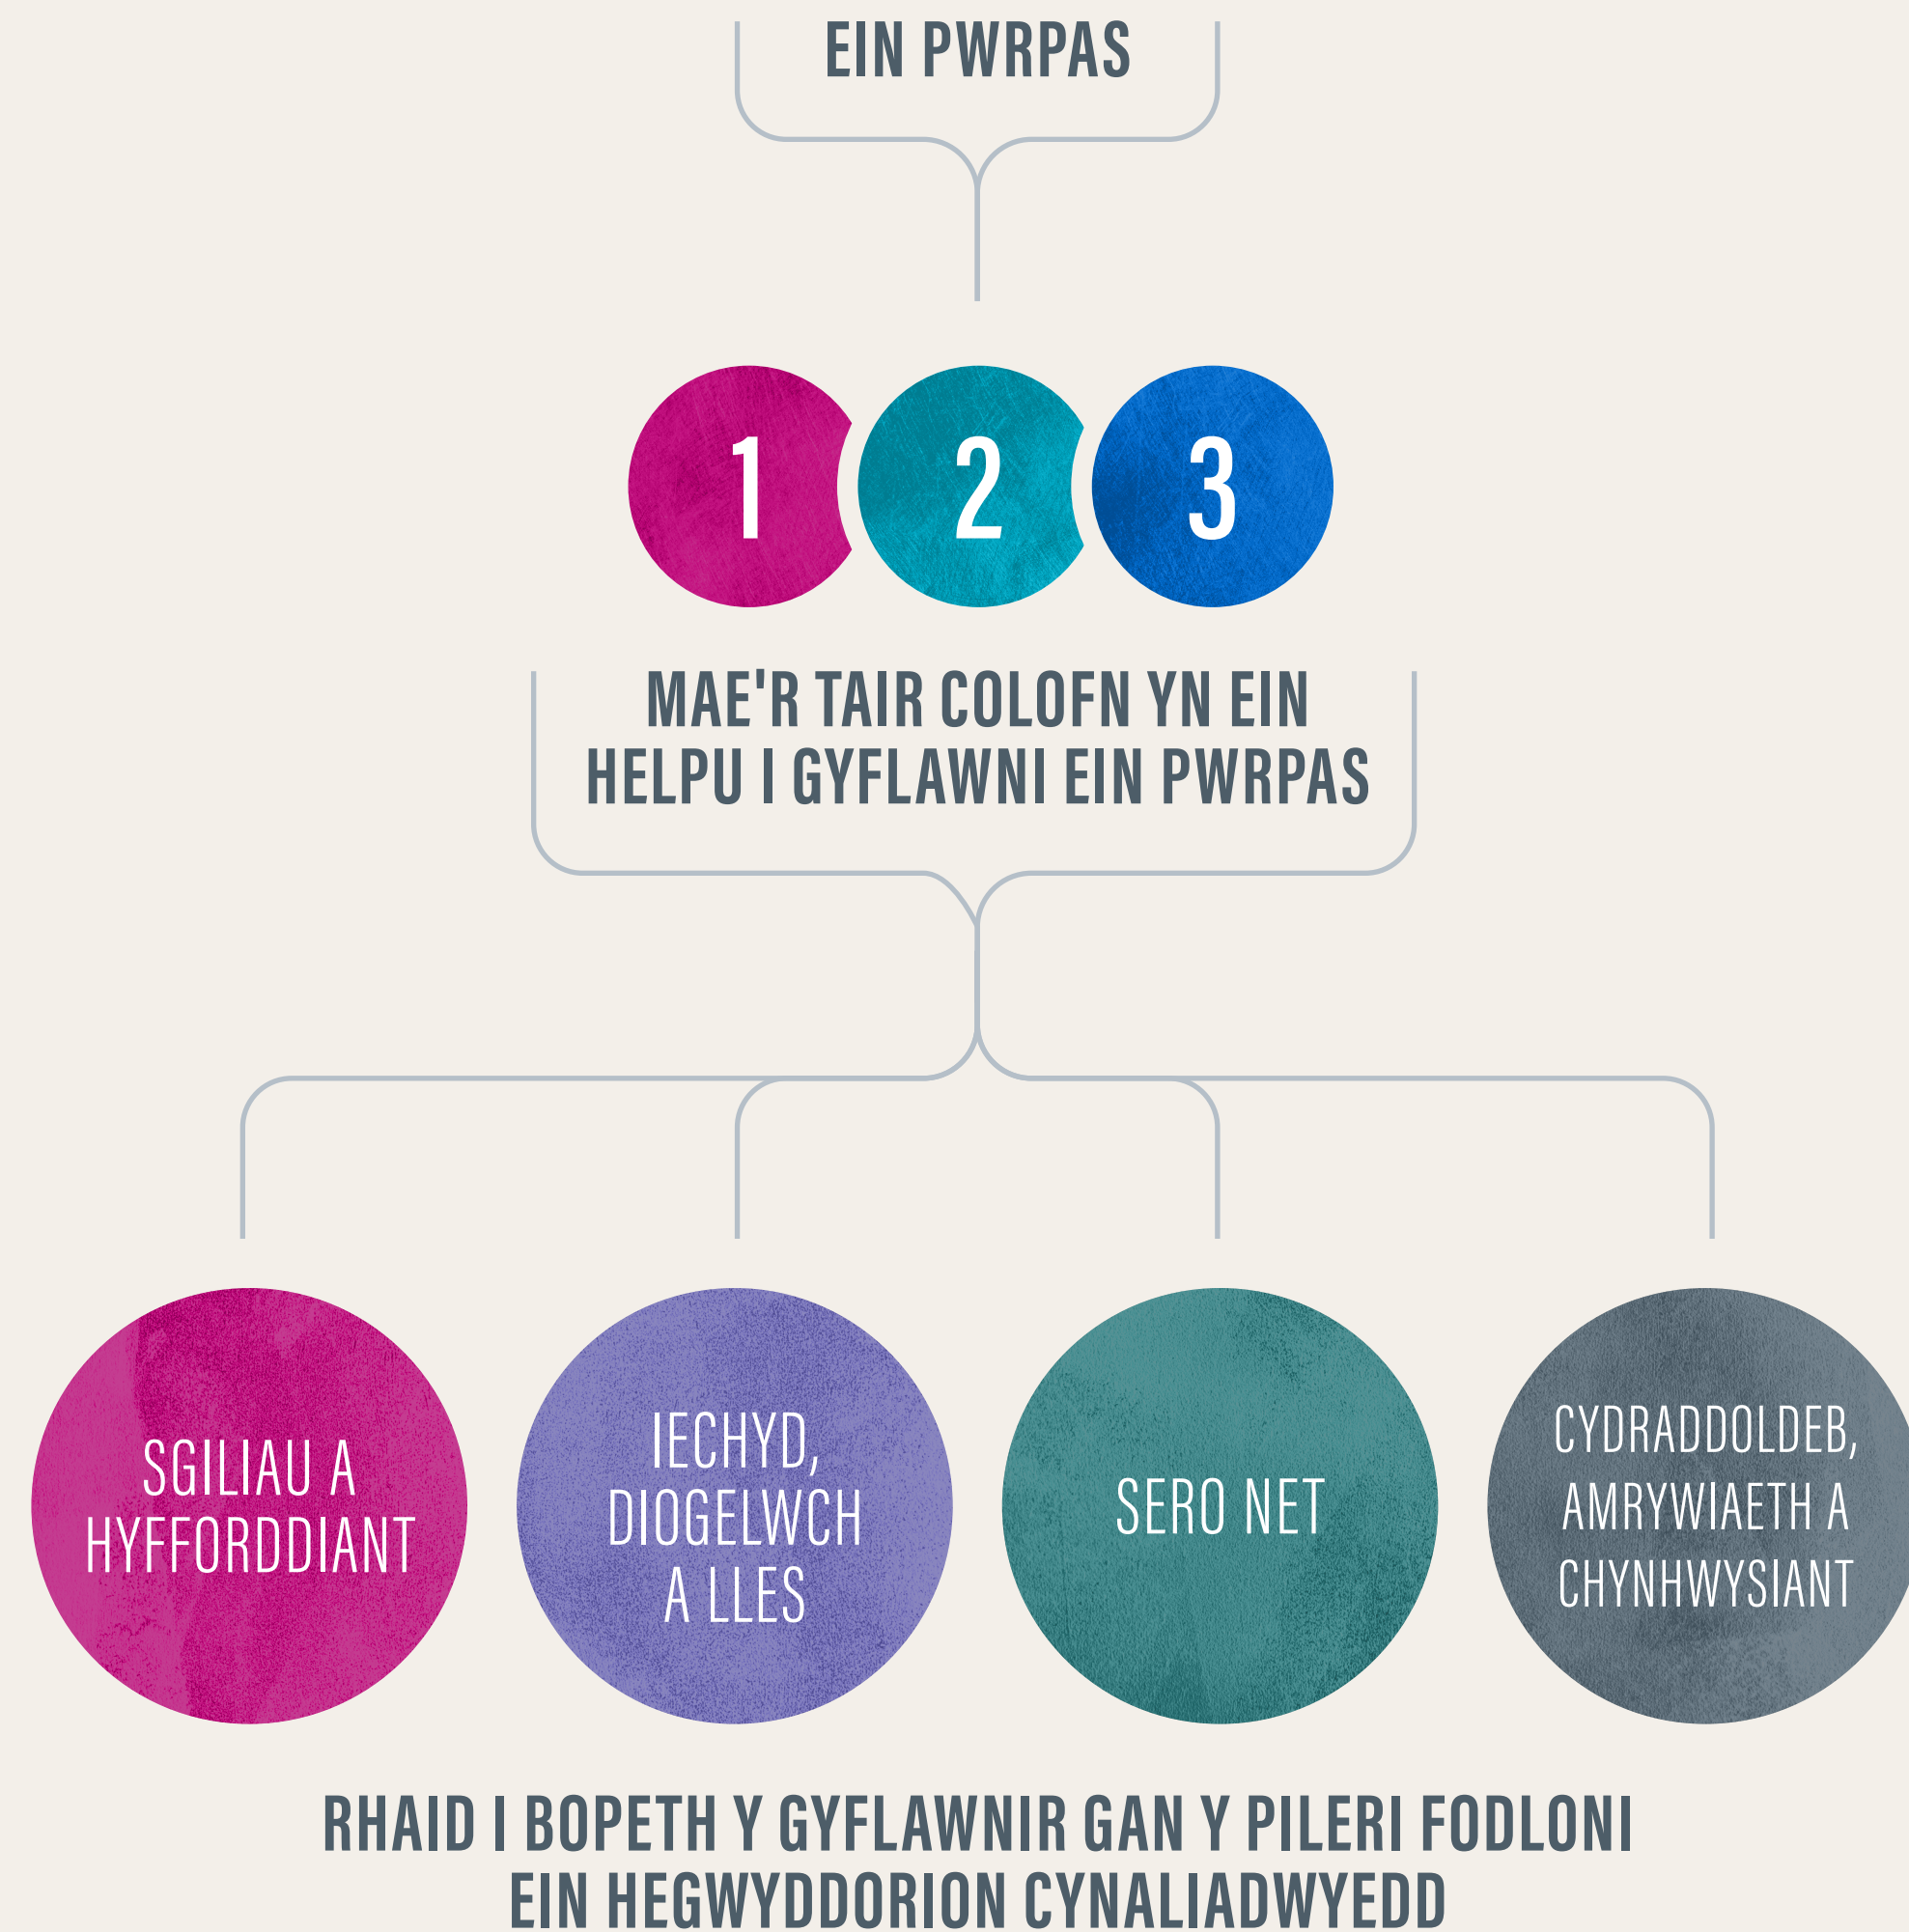 EIN PWRPAS
1 2 3
MAE'R TAIR COLOFN YN EIN
HELPU I GYFLAWNI EIN PWRPAS
SGILIAU A
HYFFORDDIANT
IECHYD,
DIOGELWCH
A LLES
SERO NET
CYDRADDOLDEB,
AMRYWIAETH A
CHYNHWYSIANT
RHAID I BOPETH Y GYFLAWNIR GAN Y PILERI FODLONI
EIN HEGWYDDORION CYNALIADWYEDD